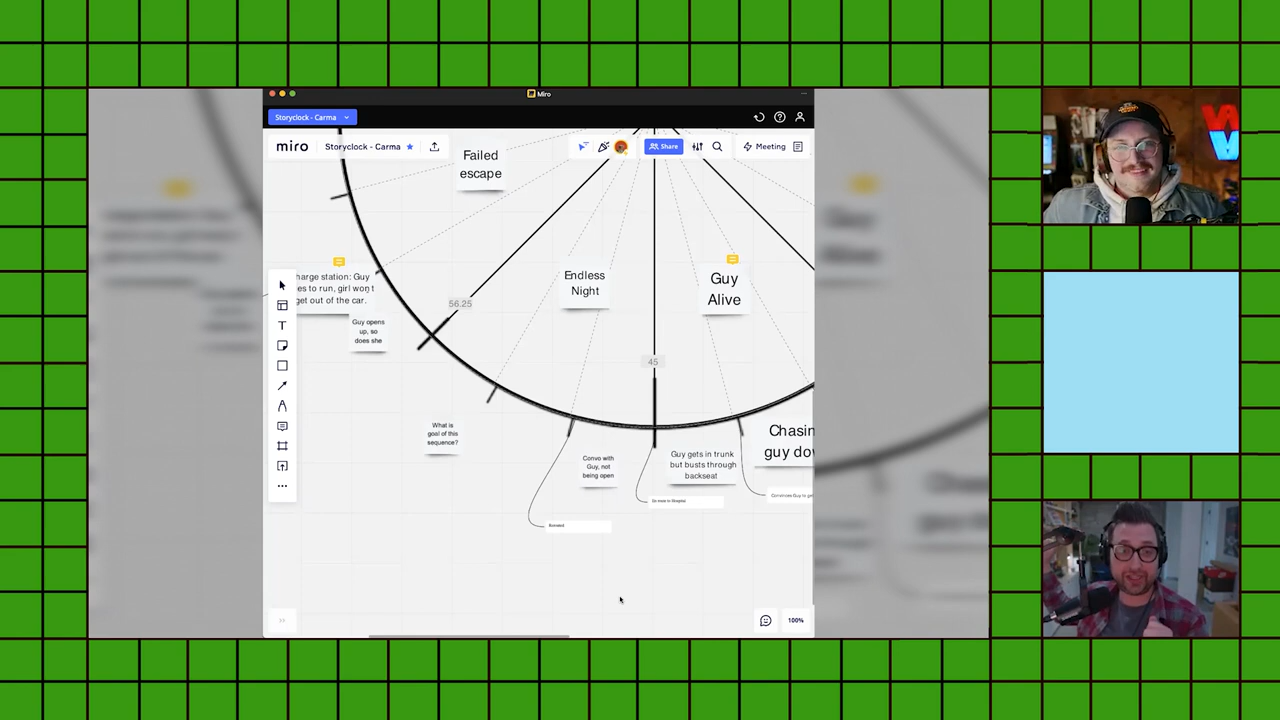 Miro
Storyclock - Carma
miro
Storyclock - Carma
Share
Meeting
Failed
escape
harge station: Guy
es to run, girl won't
get out of the car.
Guy opens
up, so
does she
56.25
Endless
Night
Guy
Alive
45
What is
goal of this
sequence?
Convo with
Guy, not
being open
Guy gets in trunk
but busts through
backseat
Chasin
guy do
100%